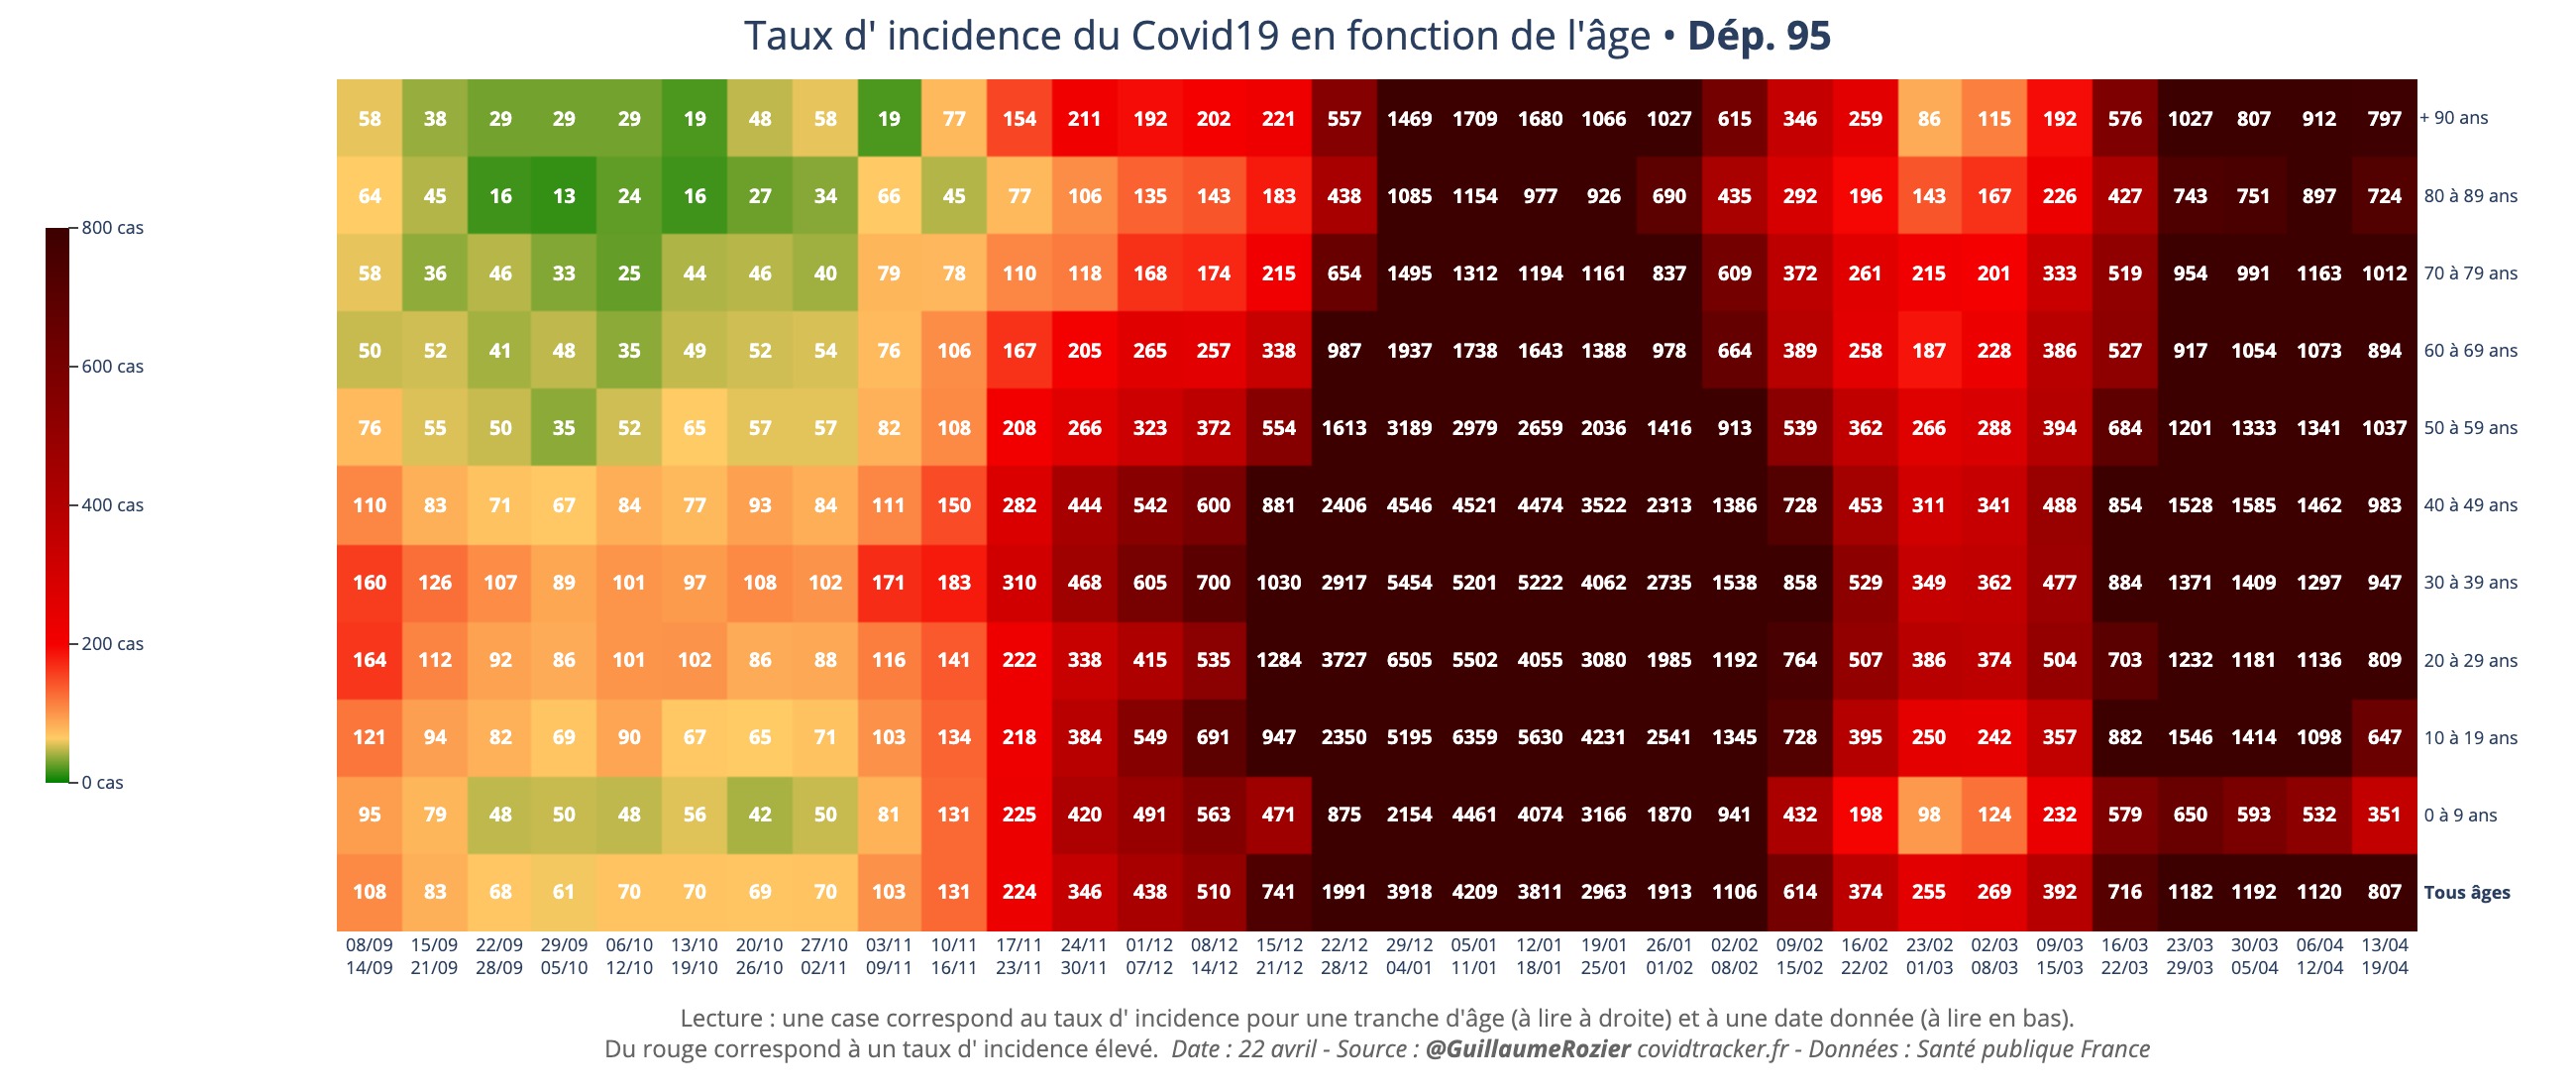 Taux d' incidence du Covid19 en fonction de l'âge • Dép. 95
800 cas
600 cas
400 cas
200 cas
0 cas
58 38 29 29 29 19 48 58 19 77 154 211 192 202 221 557 1469 1709 1680 1066 1027 615 346 259 86 115 192 576 1027 807 912 797 + 90 ans
64 45 16 13 24 16 27 34 66 45 77 106 135 143 183 438 1085 1154 977 926 690 435 292 196 143 167 226 427 743 751 897 724 80 à 89 ans
58 36 46 33 25 44 46 40 79 78 110 118 168 174 215 654 1495 1312 1194 1161 837 609 372 261 215 201 333 519 954 991 1163 1012 70 à 79 ans
50 52 41 48 35 49 52 54 76 106 167 205 265 257 338 987 1937 1738 1643 1388 978 664 389 258 187 228 386 527 917 1054 1073 894 60 à 69 ans
76 55 50 35 52 65 57 57 82 108 208 266 323 372 554 1613 3189 2979 2659 2036 1416 913 539 362 266 288 394 684 1201 1333 1341 1037 50 à 59 ans
110 83 71 67 84 77 93 84 111 150 282 444 542 600 881 2406 4546 4521 4474 3522 2313 1386 728 453 311 341 488 854 1528 1585 1462 983 40 à 49 ans
160 126 107 89 101 97 108 102 171 183 310 468 605 700 1030 2917 5454 5201 5222 4062 2735 1538 858 529 349 362 477 884 1371 1409 1297 947 30 à 39 ans
164 112 92 86 101 102 86 88 116 141 222 338 415 535 1284 3727 6505 5502 4055 3080 1985 1192 764 507 386 374 504 703 1232 1181 1136 809 20 à 29 ans
121 94 82 69 90 67 65 71 103 134 218 384 549 691 947 2350 5195 6359 5630 4231 2541 1345 728 395 250 242 357 882 1546 1414 1098 647 10 à 19 ans
95 79 48 50 48 56 42 50 81 131 225 420 491 563 471 875 2154 4461 4074 3166 1870 941 432 198 98 124 232 579 650 593 532 351 0 à 9 ans
108 83 68 61 70 70 69 70 103 131 224 346 438 510 741 1991 3918 4209 3811 2963 1913 1106 614 374 255 269 392 716 1182 1192 1120 807 Tous âges
08/09 15/09 22/09 29/09 06/10 13/10 20/10 27/10 03/11 10/11 17/11 24/11 01/12 08/12 15/12 22/12 29/12 05/01 12/01 19/01 26/01 02/02 09/02 16/02 23/02 02/03 09/03 16/03 23/03 30/03 06/04 13/04
14/09 21/09 28/09 05/10 12/10 19/10 26/10 02/11 09/11 16/11 23/11 30/11 07/12 14/12 21/12 28/12 04/01 11/01 18/01 25/01 01/02 08/02 15/02 22/02 01/03 08/03 15/03 22/03 29/03 05/04 12/04 19/04
Lecture : une case correspond au taux d' incidence pour une tranche d'âge (à lire à droite) et à une date donnée (à lire en bas).
Du rouge correspond à un taux d' incidence élevé. Date : 22 avril - Source : @GuillaumeRozier covidtracker.fr - Données : Santé publique France